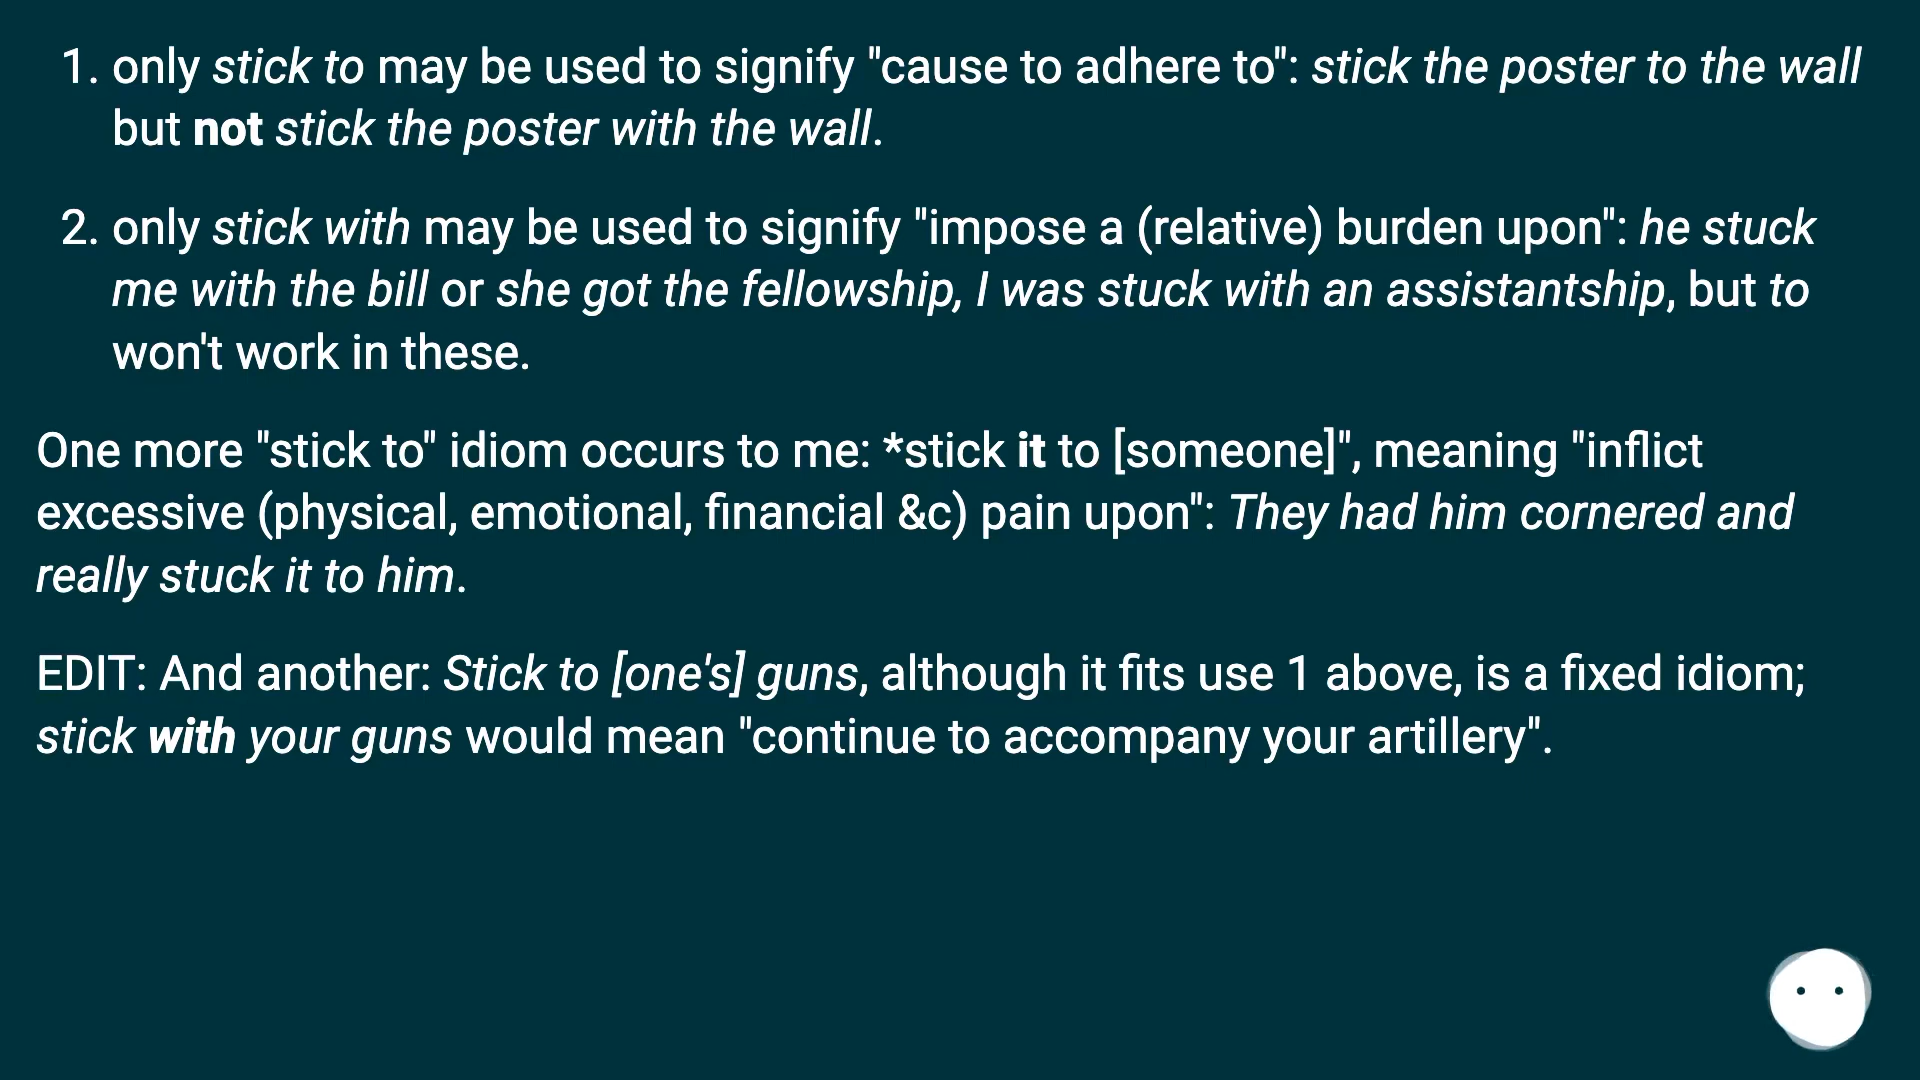 1. only stick to may be used to signify "cause to adhere to": stick the poster to the wall
but not stick the poster with the wall.
2. only stick with may be used to signify "impose a (relative) burden upon": he stuck
me with the bill or she got the fellowship, I was stuck with an assistantship, but to
won't work in these.
One more "stick to" idiom occurs to me: *stick it to [someone]", meaning "inflict
excessive (physical, emotional, financial &c) pain upon": They had him cornered and
really stuck it to him.
EDIT: And another: Stick to [one's] guns, although it fits use 1 above, is a fixed idiom;
stick with your guns would mean "continue to accompany your artillery".